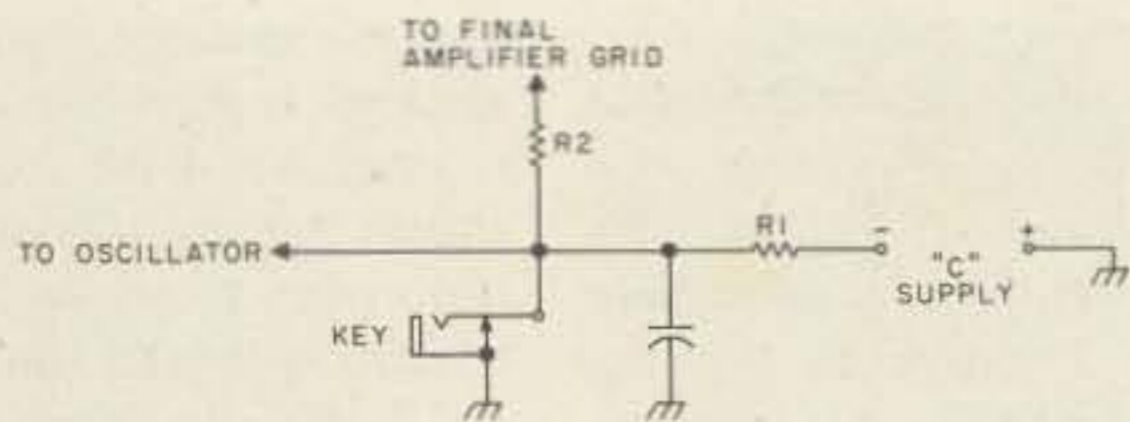 TO FINAL
AMPLIFIER GRID
R2
TO OSCILLATOR
R1
-
+
"C"
SUPPLY
KEY